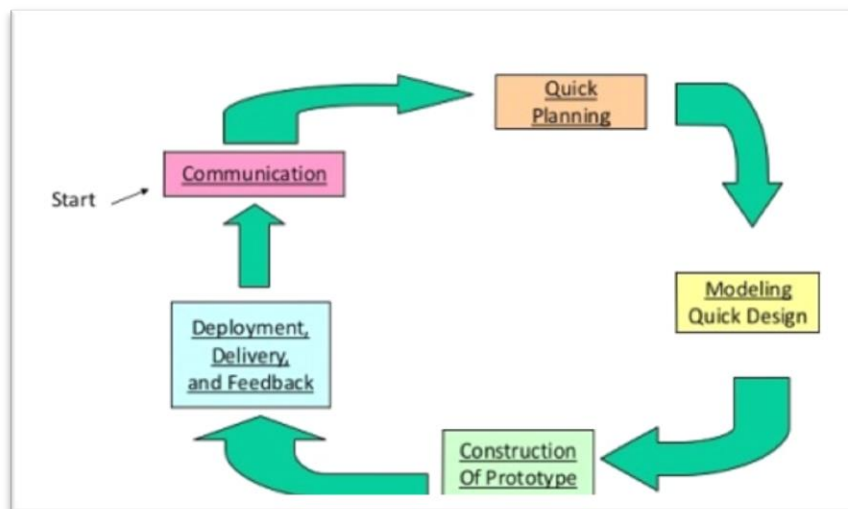 Quick
Planning
Communication
Start
Modeling
Quick Design
Deployment,
Delivery,
and Feedback
Construction
Of Prototype